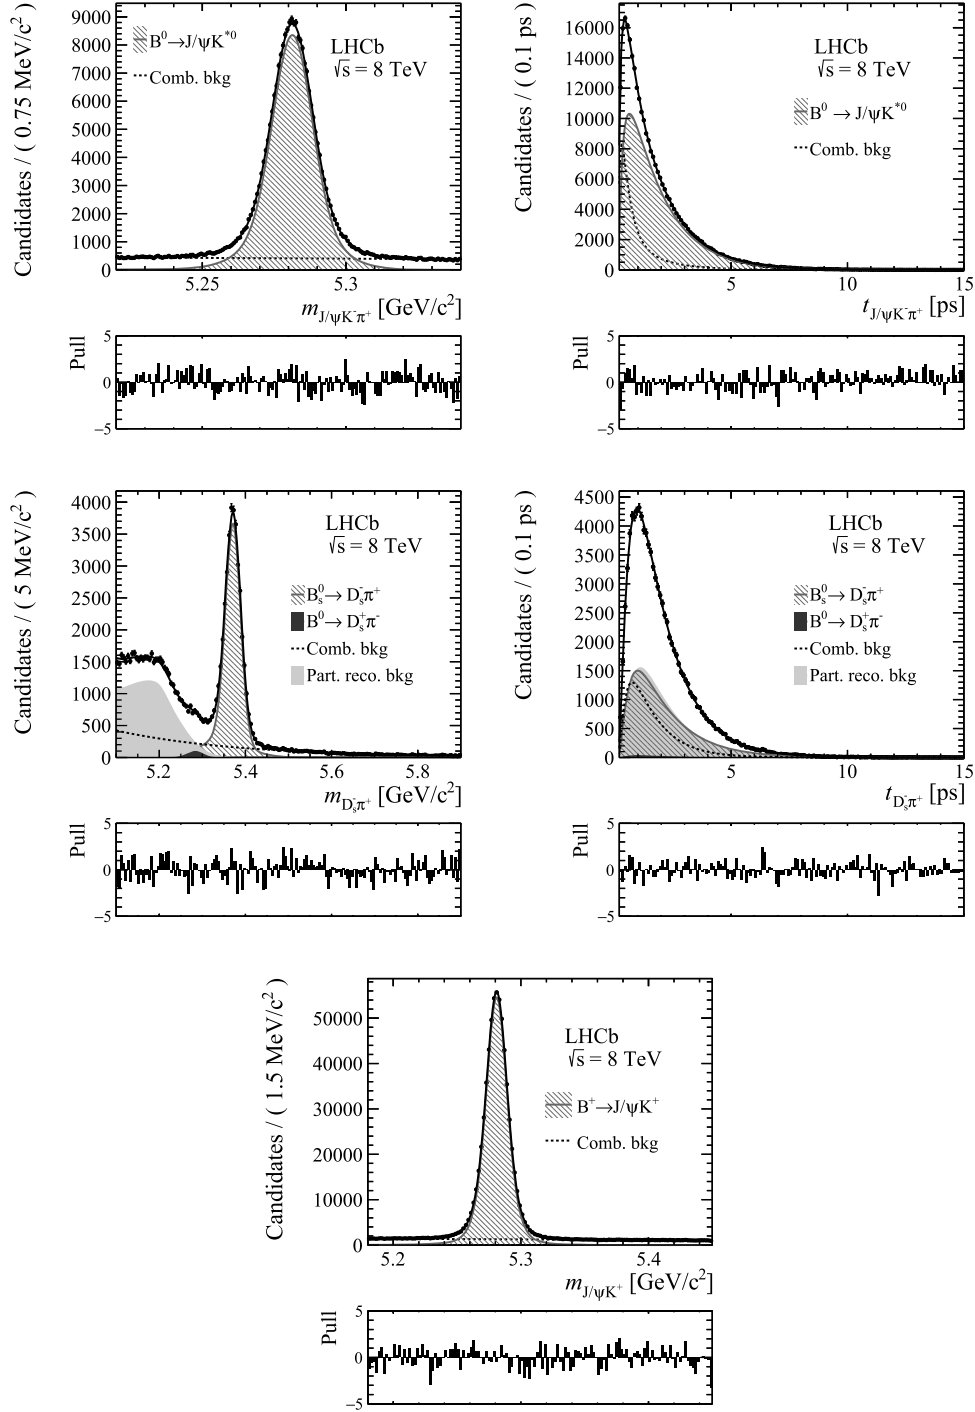 Candidates / ( 0.75 MeV/c²)
9000
8000
7000
6000
5000
4000
3000
2000
1000
0
B⁰→J/ψK*⁰
Comb. bkg
LHCb
√s = 8 TeV
5.25
5.3
m_J/ψK⁻π⁺ [GeV/c²]
Pull
5
0
−5
Candidates / ( 0.1 ps )
16000
14000
12000
10000
8000
6000
4000
2000
0
LHCb
√s = 8 TeV
B⁰ → J/ψK*⁰
Comb. bkg
5
10
15
t_J/ψK⁻π⁺ [ps]
Pull
5
0
−5
Candidates / ( 5 MeV/c²)
4000
3500
3000
2500
2000
1500
1000
500
0
LHCb
√s = 8 TeV
B⁰ₛ→ D⁻ₛπ⁺
B⁰→ D⁺ₛπ⁻
Comb. bkg
Part. reco. bkg
5.2
5.4
5.6
5.8
m_D⁻ₛπ⁺ [GeV/c²]
Pull
5
0
−5
Candidates / ( 0.1 ps )
4500
4000
3500
3000
2500
2000
1500
1000
500
0
LHCb
√s = 8 TeV
B⁰ₛ→ D⁻ₛπ⁺
B⁰→ D⁺ₛπ⁻
Comb. bkg
Part. reco. bkg
5
10
15
t_D⁻ₛπ⁺ [ps]
Pull
5
0
−5
Candidates / ( 1.5 MeV/c²)
50000
40000
30000
20000
10000
0
LHCb
√s = 8 TeV
B⁺→J/ψK⁺
Comb. bkg
5.2
5.3
5.4
m_J/ψK⁺ [GeV/c²]
Pull
5
0
−5